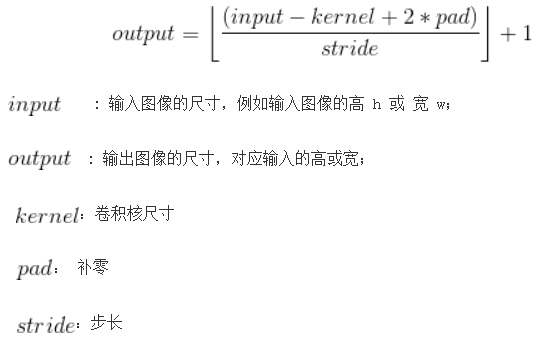 output = ⌊(input − kernel + 2 * pad) / stride⌋ + 1
input : 输入图像的尺寸，例如输入图像的高 h 或 宽 w；
output : 输出图像的尺寸，对应输入的高或宽；
kernel：卷积核尺寸
pad： 补零
stride：步长